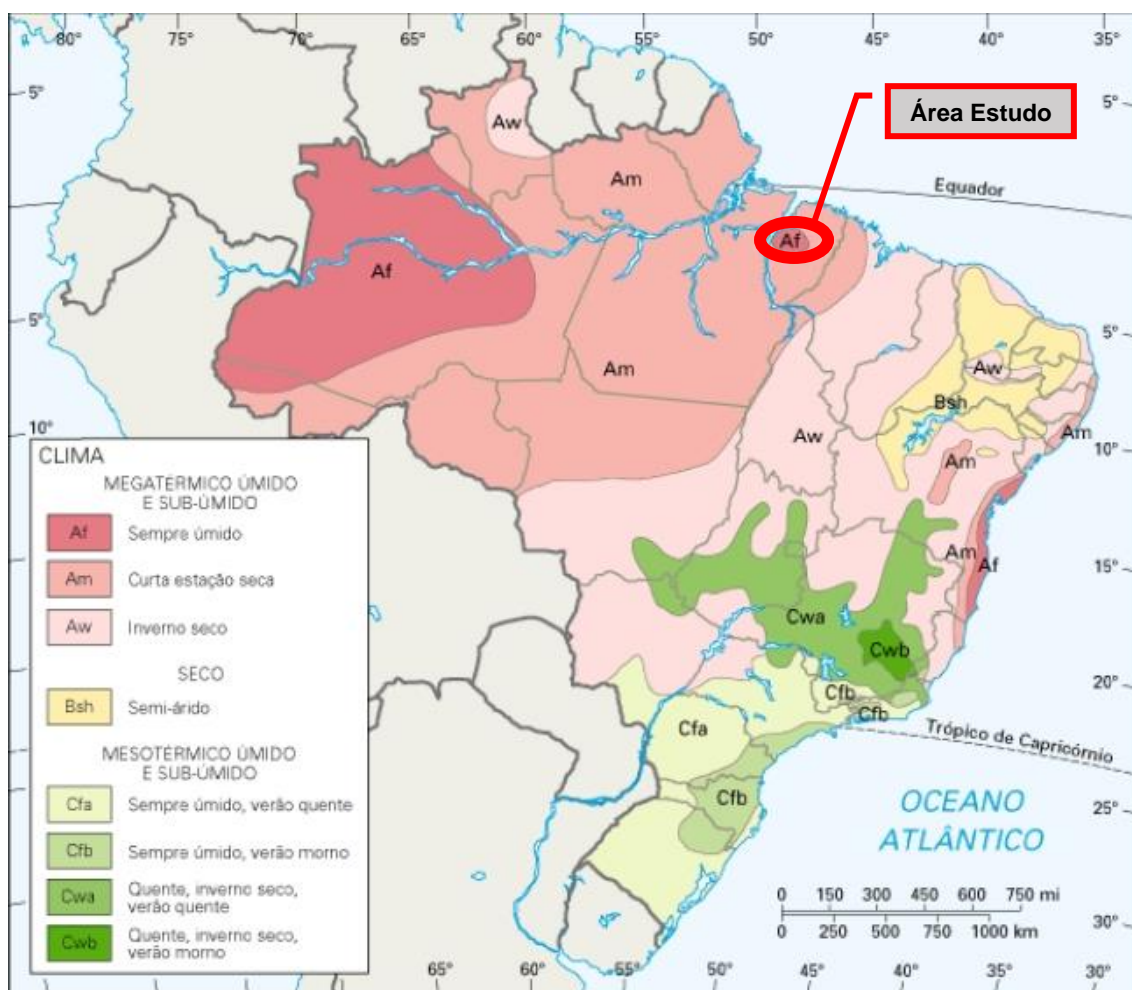 80° 75° 70° 65° 60° 55° 50° 45° 40° 35°
5° 5°
Área Estudo
Aw
Am
Equador
Af
Af
5° 5°
Am
Aw
Bsh
Aw
Am
10° 10°
Am
Am
Af
15°
Cwa
Cwb
20°
Cfb
Cfb
Trópico de Capricórnio
Cfa
Cfb
25°
OCEANO
ATLÂNTICO
0 150 300 450 600 750 mi
0 250 500 750 1000 km
30°
65° 60° 55° 50° 45° 40°
CLIMA
MEGATÉRMICO ÚMIDO
E SUB-ÚMIDO
Af Sempre úmido
Am Curta estação seca
Aw Inverno seco
SECO
Bsh Semi-árido
MESOTÉRMICO ÚMIDO
E SUB-ÚMIDO
Cfa Sempre úmido, verão quente
Cfb Sempre úmido, verão morno
Cwa Quente, inverno seco,
verão quente
Cwb Quente, inverno seco,
verão morno